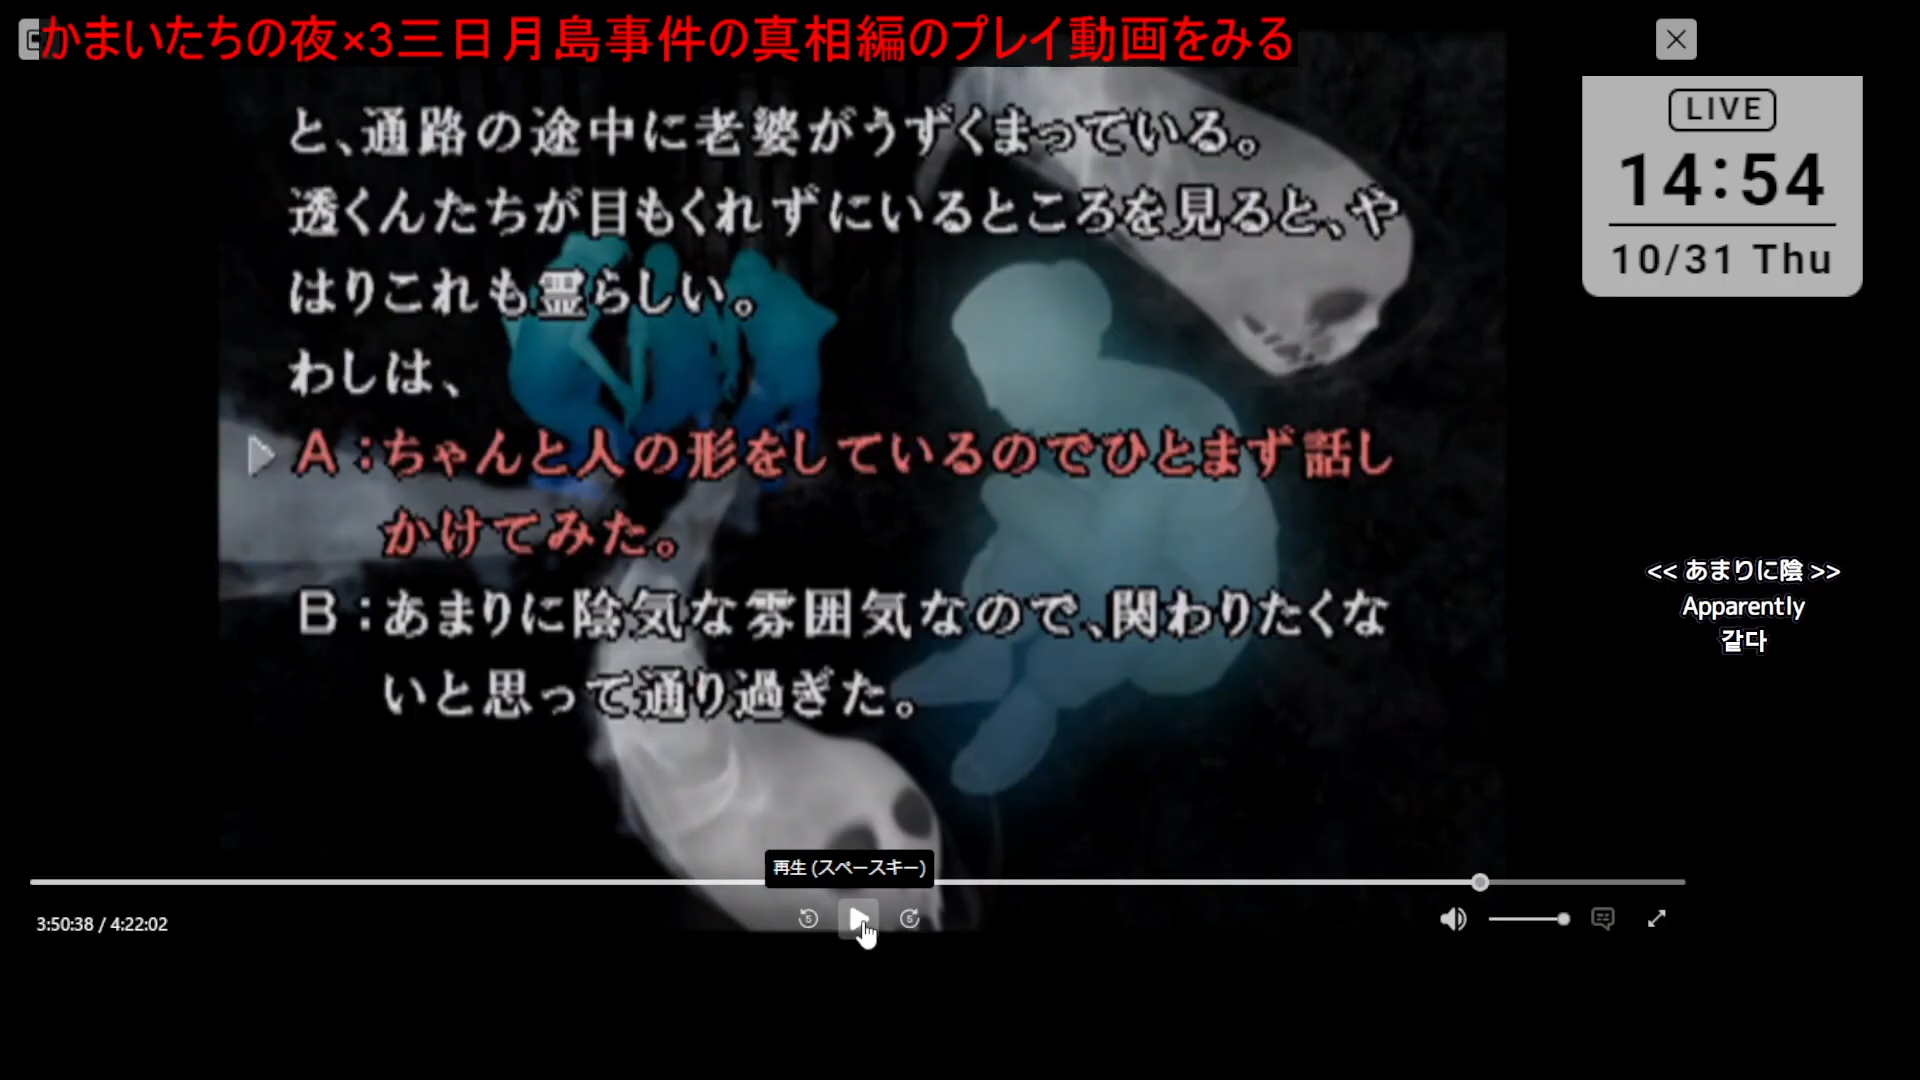 かまいたちの夜×3三日月島事件の真相編のプレイ動画をみる
LIVE
14:54
10/31 Thu
と、通路の途中に老婆がうずくまっている。
透くんたちが目もくれずにいるところを見ると、や
はりこれも霊らしい。
わしは、
A：ちゃんと人の形をしているのでひとまず話し
かけてみた。
B：あまりに陰気な雰囲気なので、関わりたくな
いと思って通り過ぎた。
<< あまりに陰 >>
Apparently
같다
再生 (スペースキー)
3:50:38 / 4:22:02
5
5